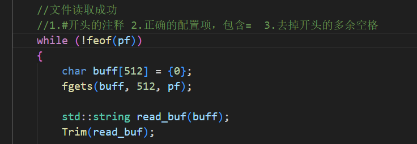 //文件读取成功
//1.#开头的注释 2.正确的配置项，包含= 3.去掉开头的多余空格
while (!feof(pf))
{
char buff[512] = {0};
fgets(buff, 512, pf);
std::string read_buf(buff);
Trim(read_buf);